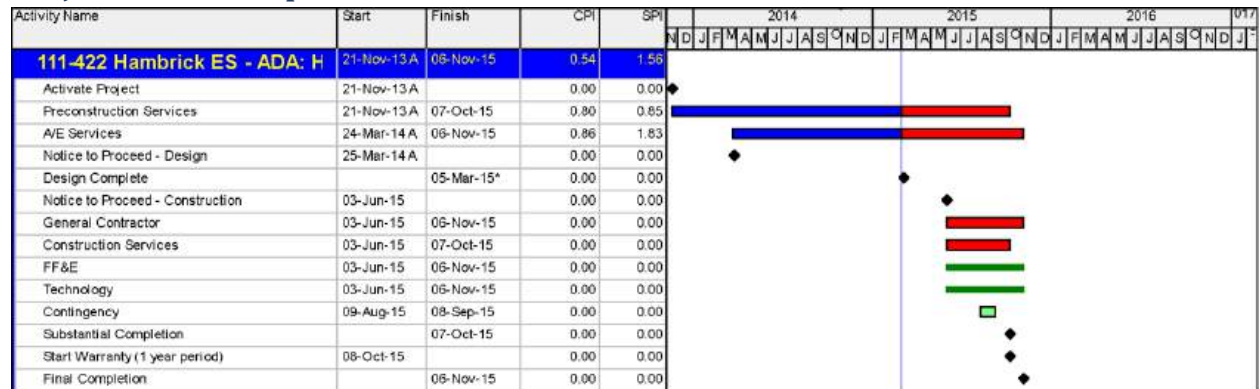 Activity Name Start Finish CPI SPI 2014 2015 2016 017
N D J F M A M J J A S O N D J F M A M J J A S O N D J F M A M J J A S O N D J
111-422 Hambrick ES - ADA: H 21-Nov-13 A 06-Nov-15 0.54 1.56
Activate Project 21-Nov-13 A 0.00 0.00
Preconstruction Services 21-Nov-13 A 07-Oct-15 0.80 0.85
A/E Services 24-Mar-14 A 06-Nov-15 0.86 1.83
Notice to Proceed - Design 25-Mar-14 A 0.00 0.00
Design Complete 05-Mar-15* 0.00 0.00
Notice to Proceed - Construction 03-Jun-15 0.00 0.00
General Contractor 03-Jun-15 06-Nov-15 0.00 0.00
Construction Services 03-Jun-15 07-Oct-15 0.00 0.00
FF&E 03-Jun-15 06-Nov-15 0.00 0.00
Technology 03-Jun-15 06-Nov-15 0.00 0.00
Contingency 09-Aug-15 08-Sep-15 0.00 0.00
Substantial Completion 07-Oct-15 0.00 0.00
Start Warranty (1 year period) 08-Oct-15 0.00 0.00
Final Completion 06-Nov-15 0.00 0.00